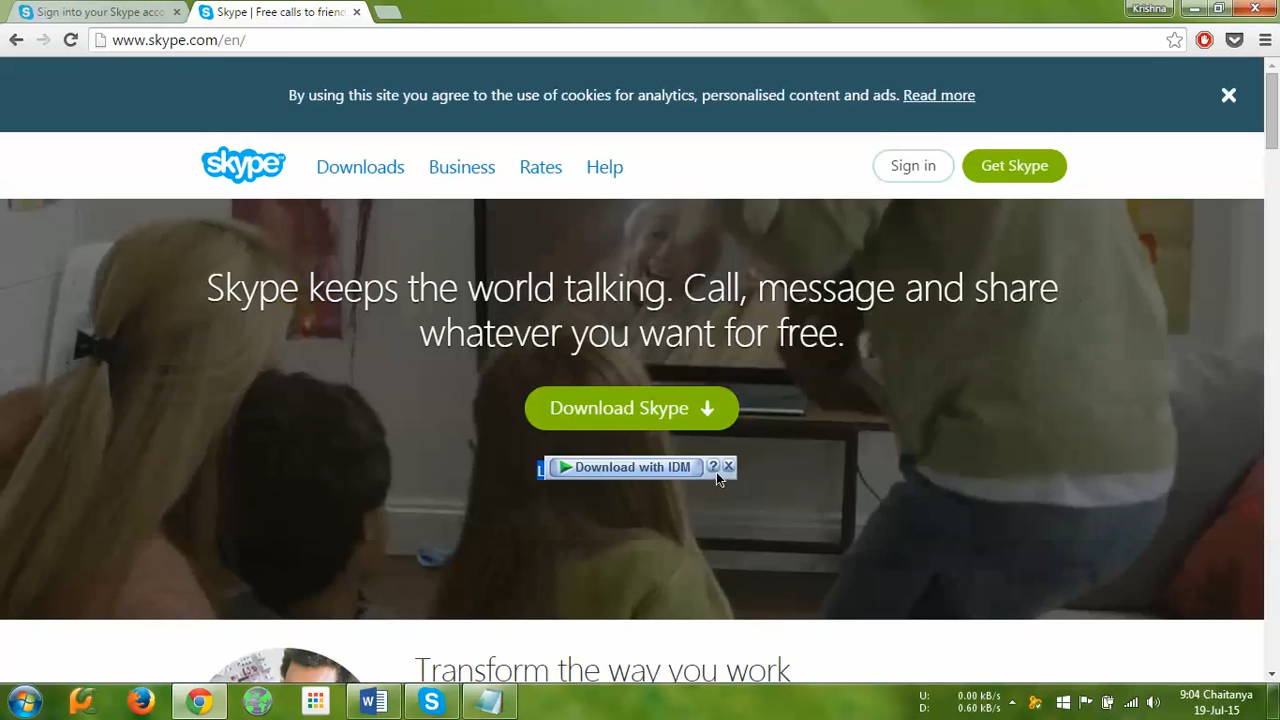 Sign into your Skype acco
Skype | Free calls to friend
Krishna
www.skype.com/en/
By using this site you agree to the use of cookies for analytics, personalised content and ads. Read more
skype
Downloads
Business
Rates
Help
Sign in
Get Skype
Skype keeps the world talking. Call, message and share
whatever you want for free.
Download Skype
L
Download with IDM
?
Transform the way you work
U: 0.00 kB/s
D: 0.60 kB/s
9:04 Chaitanya
19-Jul-15